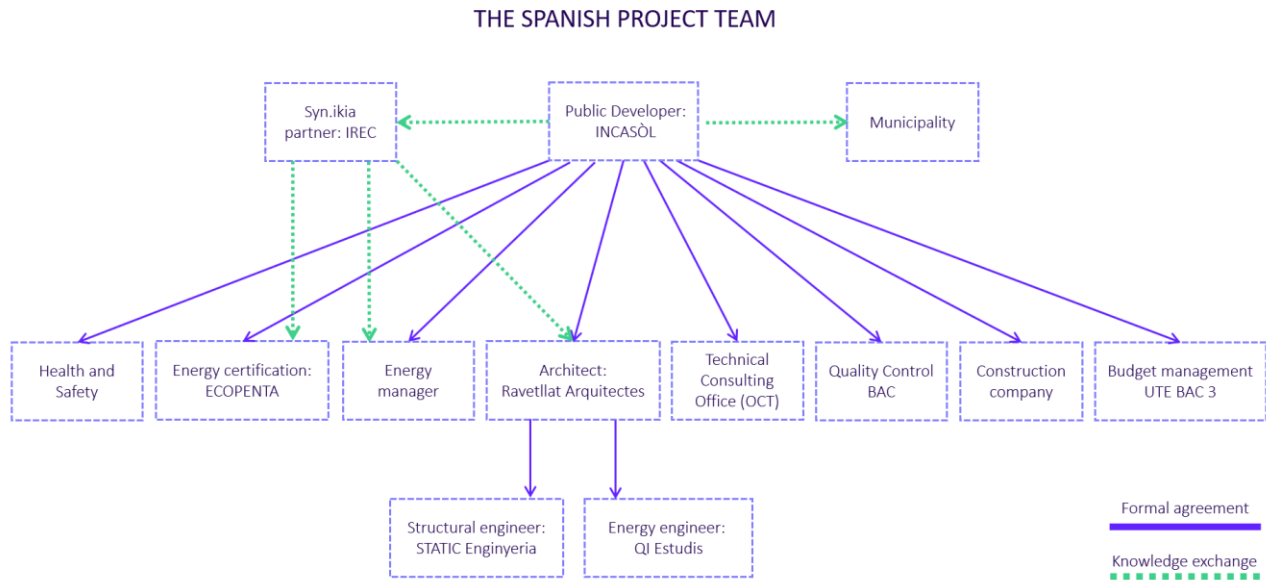 THE SPANISH PROJECT TEAM
Syn.ikia
partner: IREC
Public Developer:
INCASÒL
Municipality
Health and
Safety
Energy certification:
ECOPENTA
Energy
manager
Architect:
Ravetllat Arquitectes
Technical
Consulting
Office (OCT)
Quality Control
BAC
Construction
company
Budget management
UTE BAC 3
Structural engineer:
STATIC Enginyeria
Energy engineer:
QI Estudis
Formal agreement
Knowledge exchange